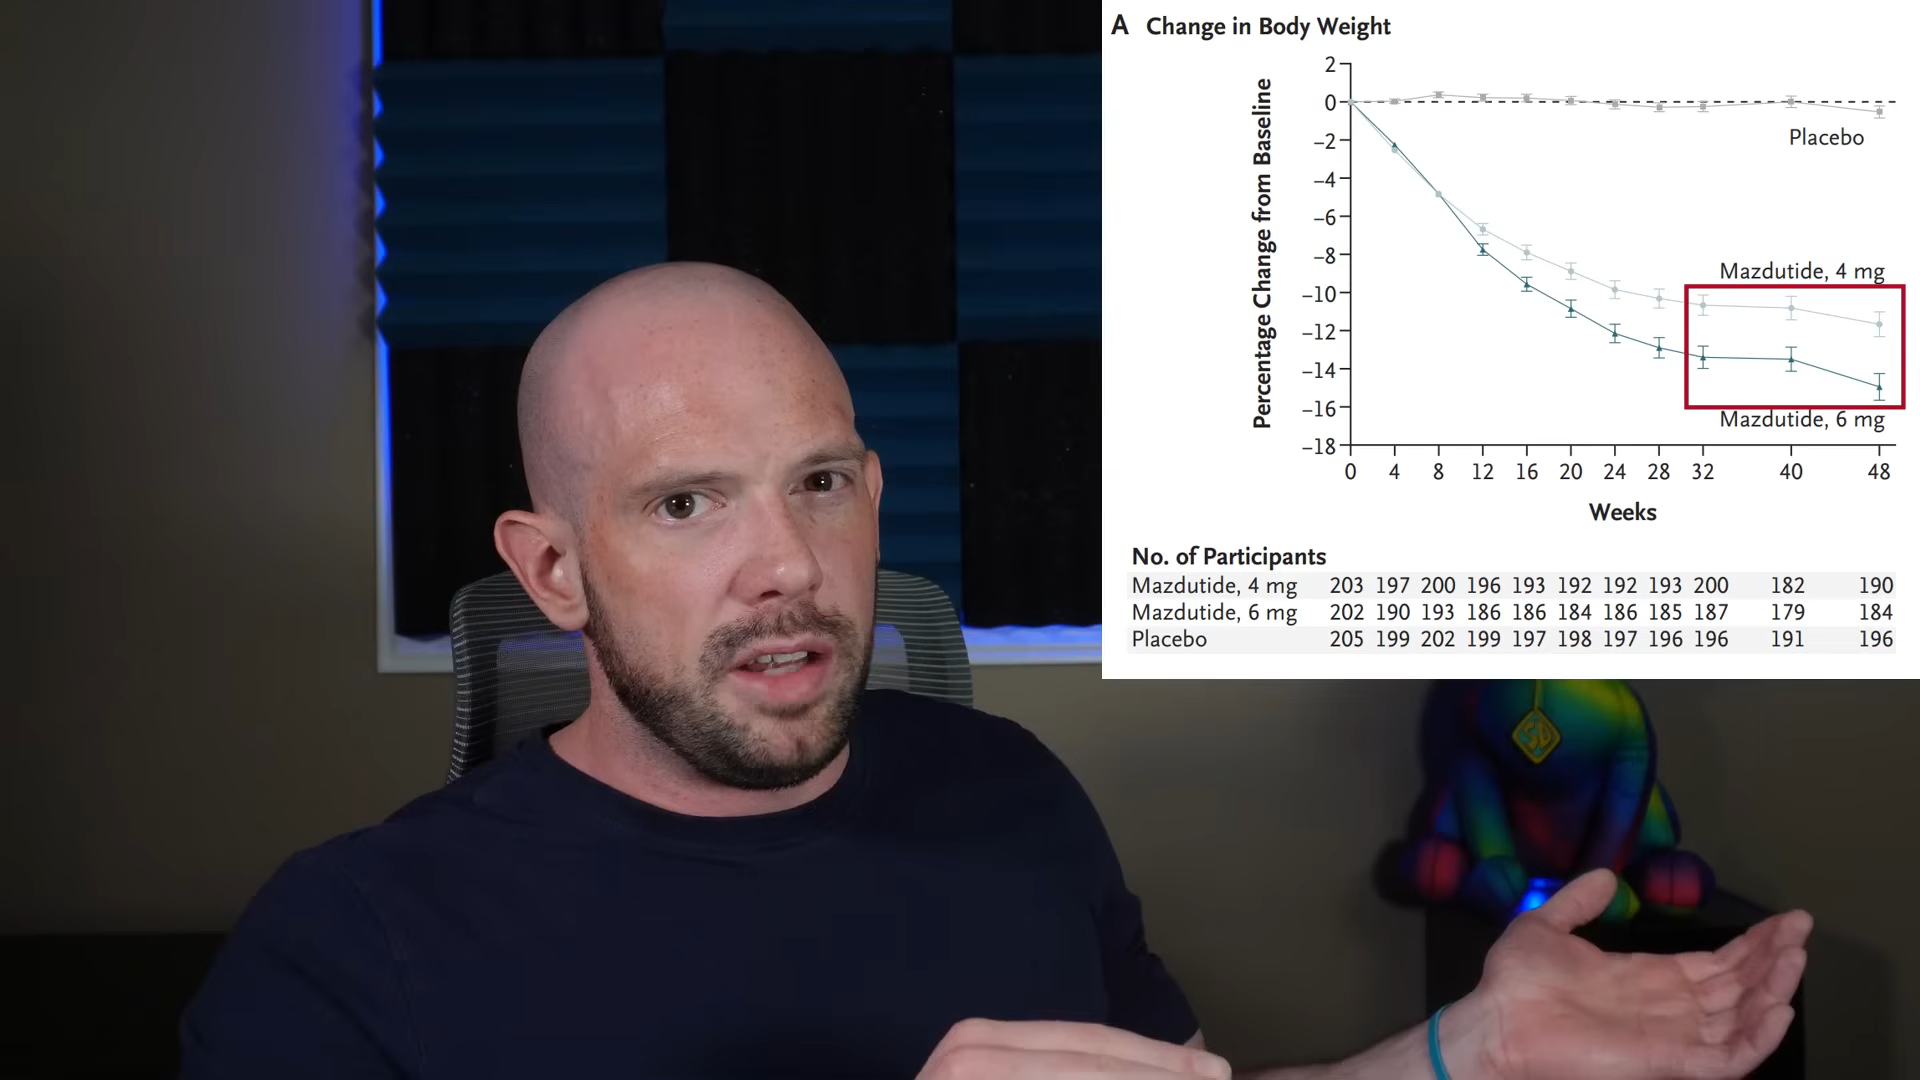 A Change in Body Weight
Percentage Change from Baseline
2
0
–2
–4
–6
–8
–10
–12
–14
–16
–18
Placebo
Mazdutide, 4 mg
Mazdutide, 6 mg
0 4 8 12 16 20 24 28 32 40 48
Weeks
No. of Participants
Mazdutide, 4 mg 203 197 200 196 193 192 192 193 200 182 190
Mazdutide, 6 mg 202 190 193 186 186 184 186 185 187 179 184
Placebo 205 199 202 199 197 198 197 196 196 191 196
SD